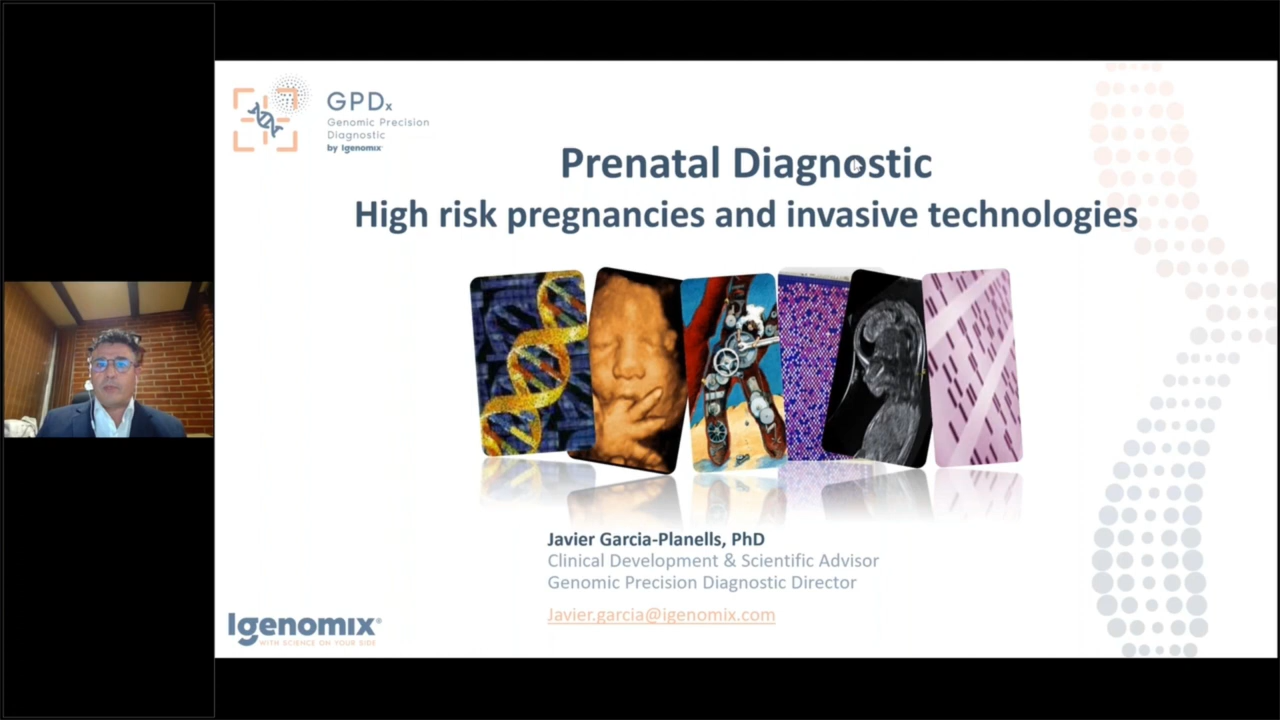 GPDx
Genomic Precision
Diagnostic
by Igenomix
Prenatal Diagnostic
High risk pregnancies and invasive technologies
Javier Garcia-Planells, PhD
Clinical Development & Scientific Advisor
Genomic Precision Diagnostic Director
Javier.garcia@igenomix.com
Igenomix®
WITH SCIENCE ON YOUR SIDE